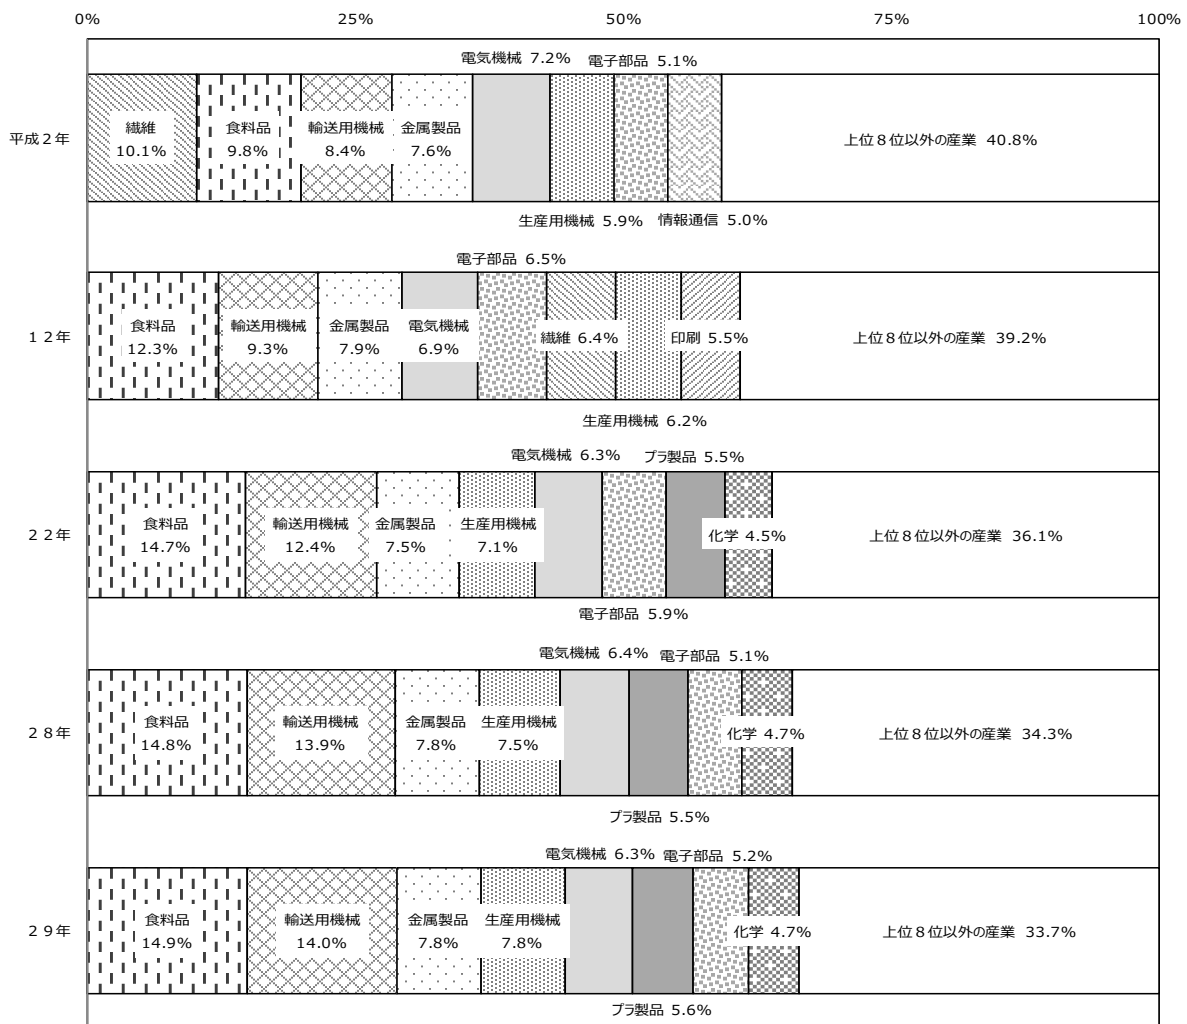 0% 25% 50% 75% 100%
電気機械 7.2% 電子部品 5.1%
平成２年
繊維
10.1%
食料品
9.8%
輸送用機械
8.4%
金属製品
7.6%
上位８位以外の産業 40.8%
生産用機械 5.9% 情報通信 5.0%
電子部品 6.5%
１２年
食料品
12.3%
輸送用機械
9.3%
金属製品
7.9%
電気機械
6.9%
繊維 6.4%
印刷 5.5%
上位８位以外の産業 39.2%
生産用機械 6.2%
電気機械 6.3% プラ製品 5.5%
２２年
食料品
14.7%
輸送用機械
12.4%
金属製品
7.5%
生産用機械
7.1%
化学 4.5%
上位８位以外の産業 36.1%
電子部品 5.9%
電気機械 6.4% 電子部品 5.1%
２８年
食料品
14.8%
輸送用機械
13.9%
金属製品
7.8%
生産用機械
7.5%
化学 4.7%
上位８位以外の産業 34.3%
プラ製品 5.5%
電気機械 6.3% 電子部品 5.2%
２９年
食料品
14.9%
輸送用機械
14.0%
金属製品
7.8%
生産用機械
7.8%
化学 4.7%
上位８位以外の産業 33.7%
プラ製品 5.6%